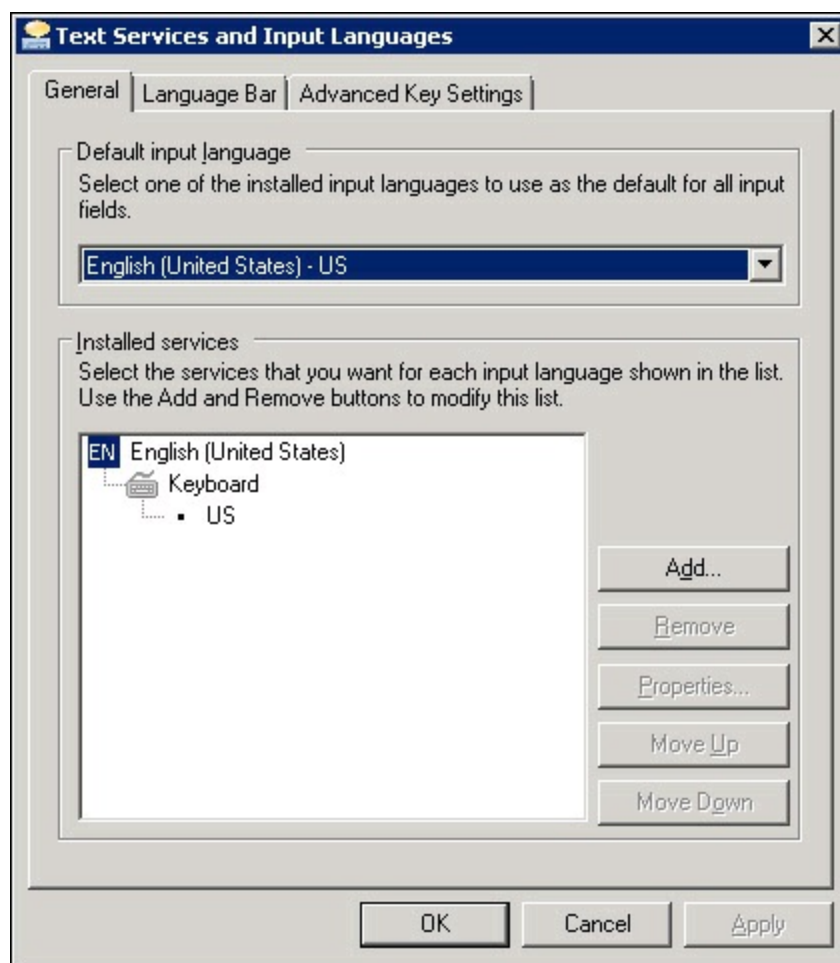 Text Services and Input Languages
General
Language Bar
Advanced Key Settings
Default input language
Select one of the installed input languages to use as the default for all input
fields.
English (United States) - US
Installed services
Select the services that you want for each input language shown in the list.
Use the Add and Remove buttons to modify this list.
EN English (United States)
Keyboard
US
Add...
Remove
Properties...
Move Up
Move Down
OK
Cancel
Apply